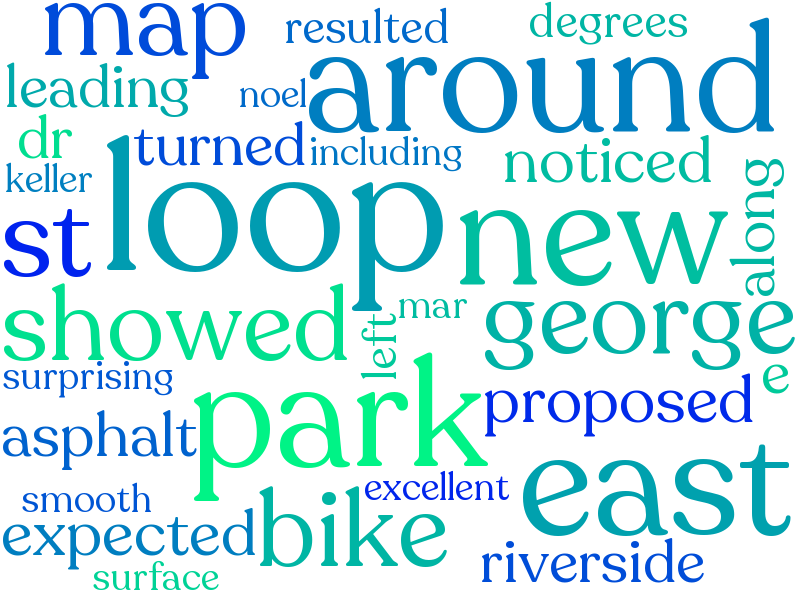 map
resulted
degrees
leading
noel
around
dr
turned
including
noticed
keller
loop
along
st
new
showed
left
mar
george
surprising
e
park
proposed
asphalt
excellent
east
smooth
bike
expected
riverside
surface